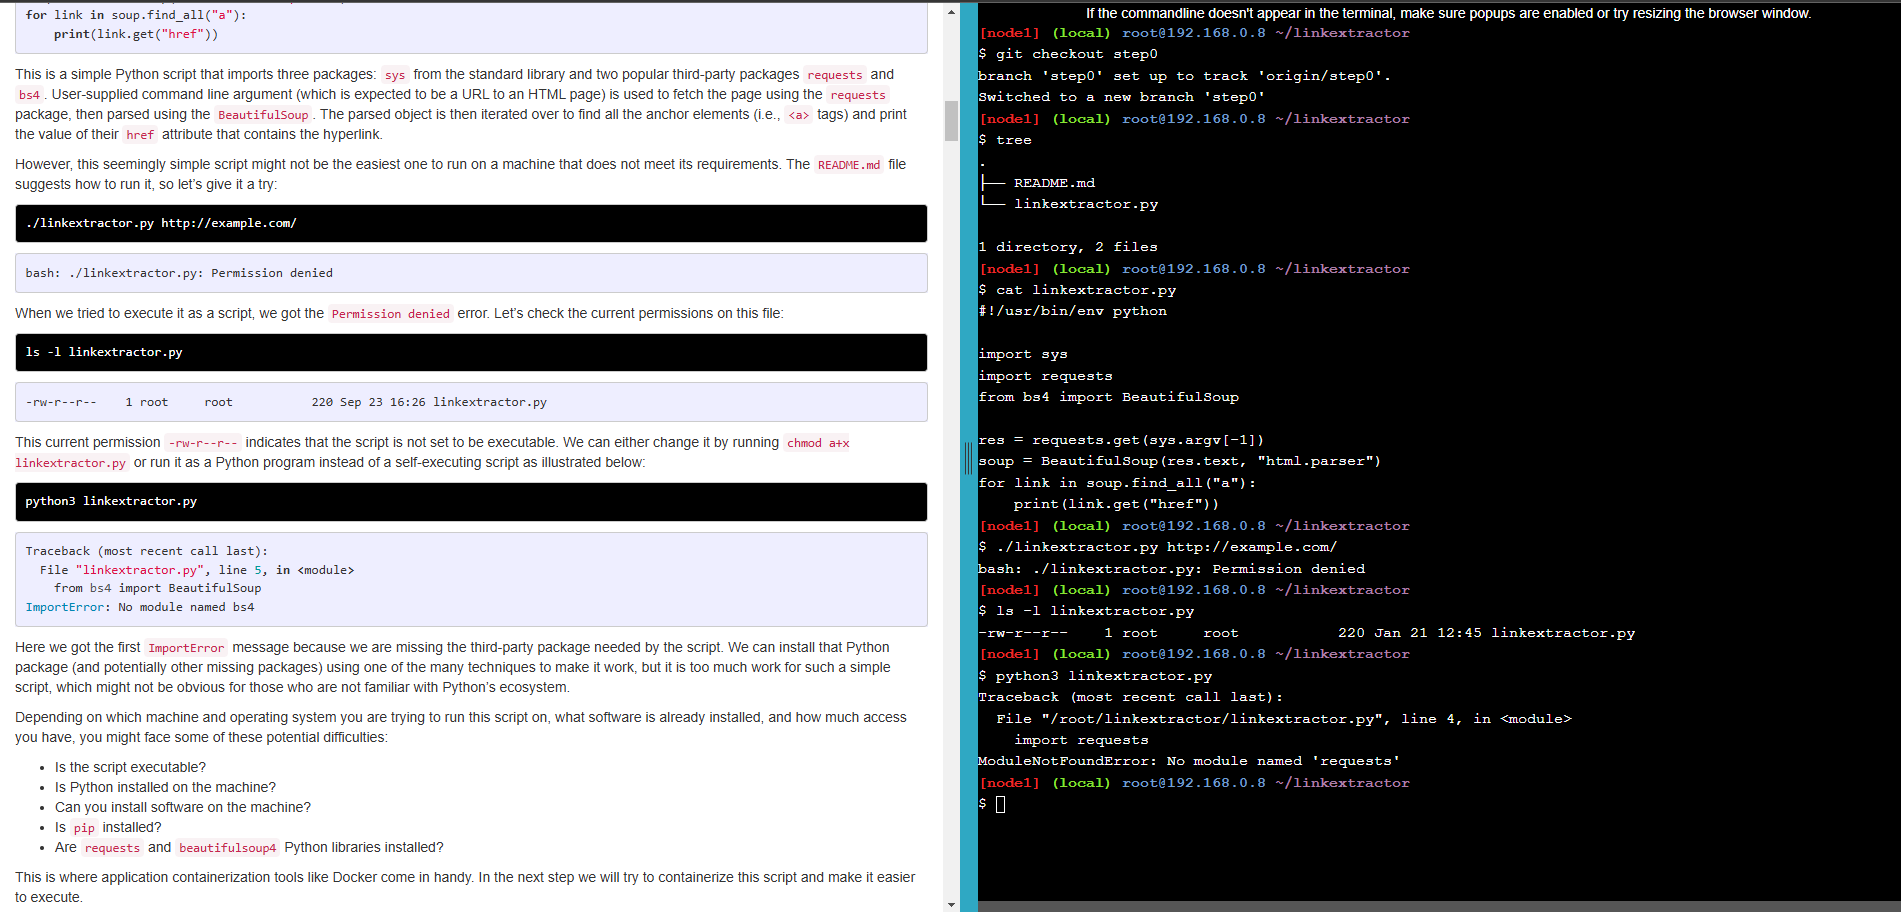 for link in soup.find_all("a"):
    print(link.get("href"))
This is a simple Python script that imports three packages: sys from the standard library and two popular third-party packages requests and
bs4 . User-supplied command line argument (which is expected to be a URL to an HTML page) is used to fetch the page using the requests
package, then parsed using the BeautifulSoup . The parsed object is then iterated over to find all the anchor elements (i.e., <a> tags) and print
the value of their href attribute that contains the hyperlink.
However, this seemingly simple script might not be the easiest one to run on a machine that does not meet its requirements. The README.md file
suggests how to run it, so let's give it a try:
./linkextractor.py http://example.com/
bash: ./linkextractor.py: Permission denied
When we tried to execute it as a script, we got the Permission denied error. Let's check the current permissions on this file:
ls -l linkextractor.py
-rw-r--r--    1 root     root           220 Sep 23 16:26 linkextractor.py
This current permission -rw-r--r-- indicates that the script is not set to be executable. We can either change it by running chmod a+x
linkextractor.py or run it as a Python program instead of a self-executing script as illustrated below:
python3 linkextractor.py
Traceback (most recent call last):
  File "linkextractor.py", line 5, in <module>
    from bs4 import BeautifulSoup
ImportError: No module named bs4
Here we got the first ImportError message because we are missing the third-party package needed by the script. We can install that Python
package (and potentially other missing packages) using one of the many techniques to make it work, but it is too much work for such a simple
script, which might not be obvious for those who are not familiar with Python's ecosystem.
Depending on which machine and operating system you are trying to run this script on, what software is already installed, and how much access
you have, you might face some of these potential difficulties:
• Is the script executable?
• Is Python installed on the machine?
• Can you install software on the machine?
• Is pip installed?
• Are requests and beautifulsoup4 Python libraries installed?
This is where application containerization tools like Docker come in handy. In the next step we will try to containerize this script and make it easier
to execute.
If the commandline doesn't appear in the terminal, make sure popups are enabled or try resizing the browser window.
[node1] (local) root@192.168.0.8 ~/linkextractor
$ git checkout step0
branch 'step0' set up to track 'origin/step0'.
Switched to a new branch 'step0'
[node1] (local) root@192.168.0.8 ~/linkextractor
$ tree
.
├── README.md
└── linkextractor.py
1 directory, 2 files
[node1] (local) root@192.168.0.8 ~/linkextractor
$ cat linkextractor.py
#!/usr/bin/env python
import sys
import requests
from bs4 import BeautifulSoup
res = requests.get(sys.argv[-1])
soup = BeautifulSoup(res.text, "html.parser")
for link in soup.find_all("a"):
    print(link.get("href"))
[node1] (local) root@192.168.0.8 ~/linkextractor
$ ./linkextractor.py http://example.com/
bash: ./linkextractor.py: Permission denied
[node1] (local) root@192.168.0.8 ~/linkextractor
$ ls -l linkextractor.py
-rw-r--r--    1 root     root           220 Jan 21 12:45 linkextractor.py
[node1] (local) root@192.168.0.8 ~/linkextractor
$ python3 linkextractor.py
Traceback (most recent call last):
  File "/root/linkextractor/linkextractor.py", line 4, in <module>
    import requests
ModuleNotFoundError: No module named 'requests'
[node1] (local) root@192.168.0.8 ~/linkextractor
$